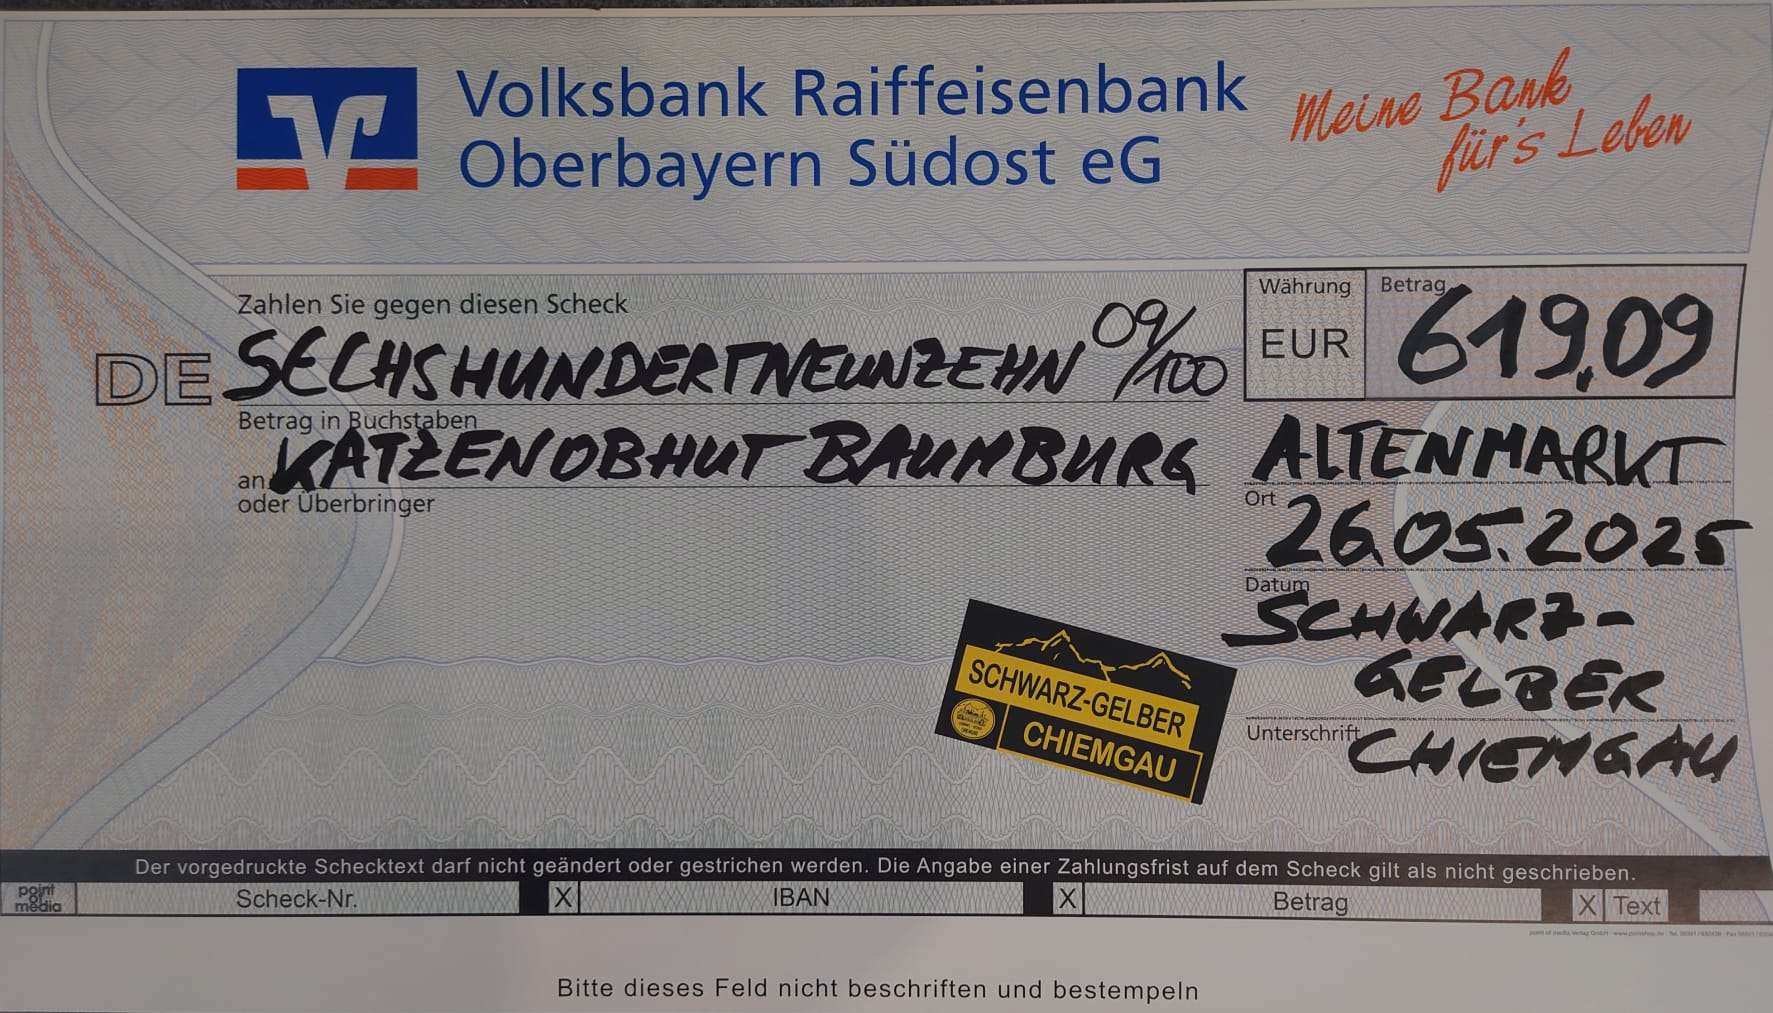 Volksbank Raiffeisenbank
Oberbayern Südost eG
Meine Bank
für's Leben
Zahlen Sie gegen diesen Scheck
Währung
Betrag
DE
SECHSHUNDERTNEUNZEHN 09/100
EUR
619,09
Betrag in Buchstaben
an
KATZENOBHUT BAUMBURG
oder Überbringer
ALTENMARKT
Ort
26.05.2025
Datum
SCHWARZ-
GELBER
Unterschrift
CHIEMGAU
SCHWARZ-GELBER
CHIEMGAU
Der vorgedruckte Schecktext darf nicht geändert oder gestrichen werden. Die Angabe einer Zahlungsfrist auf dem Scheck gilt als nicht geschrieben.
point
of
media
Scheck-Nr.
X
IBAN
X
Betrag
X
Text
Bitte dieses Feld nicht beschriften und bestempeln